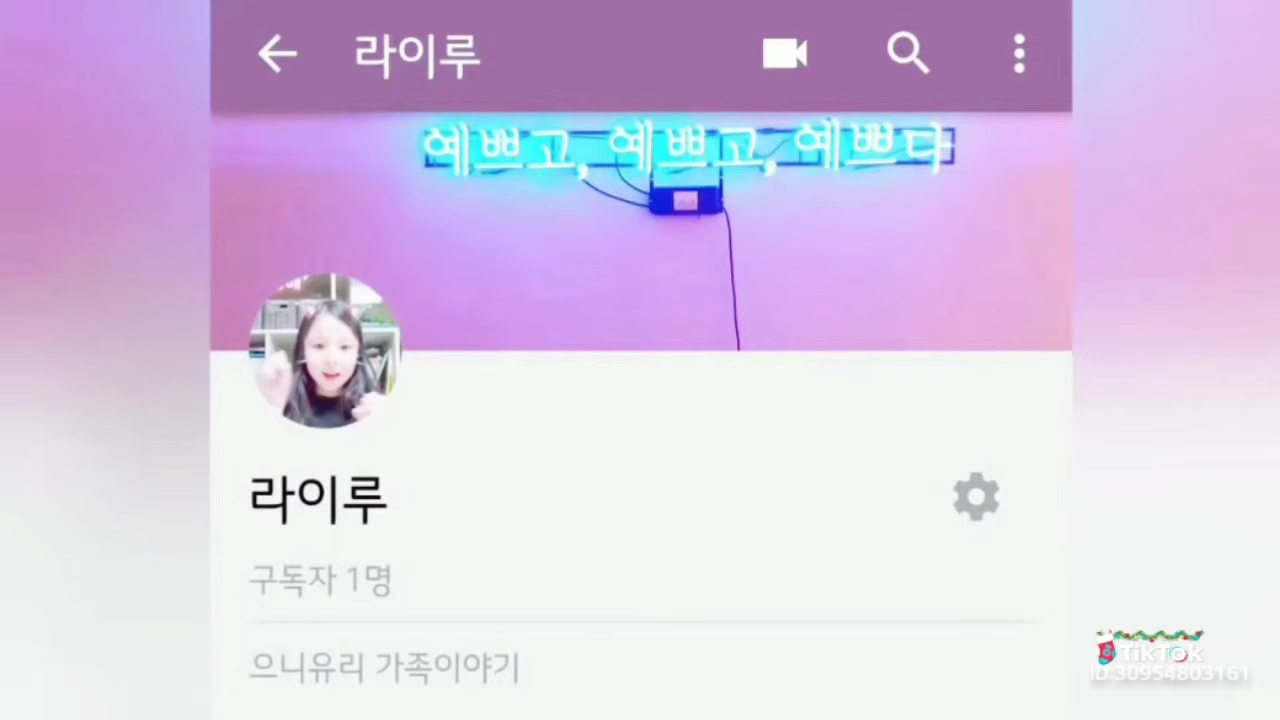 라이루
예쁘고, 예쁘고, 예쁘다
라이루
구독자 1명
으니유리 가족이야기
TikTok
ID:30954803161